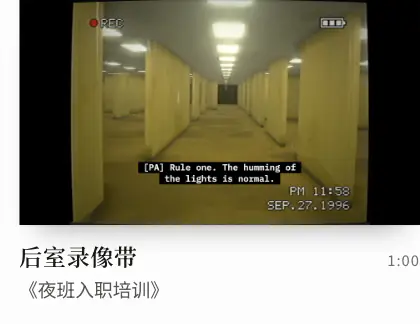 REC
[PA] Rule one. The humming of
the lights is normal.
PM 11:58
SEP.27.1996
后室录像带
1:00
《夜班入职培训》